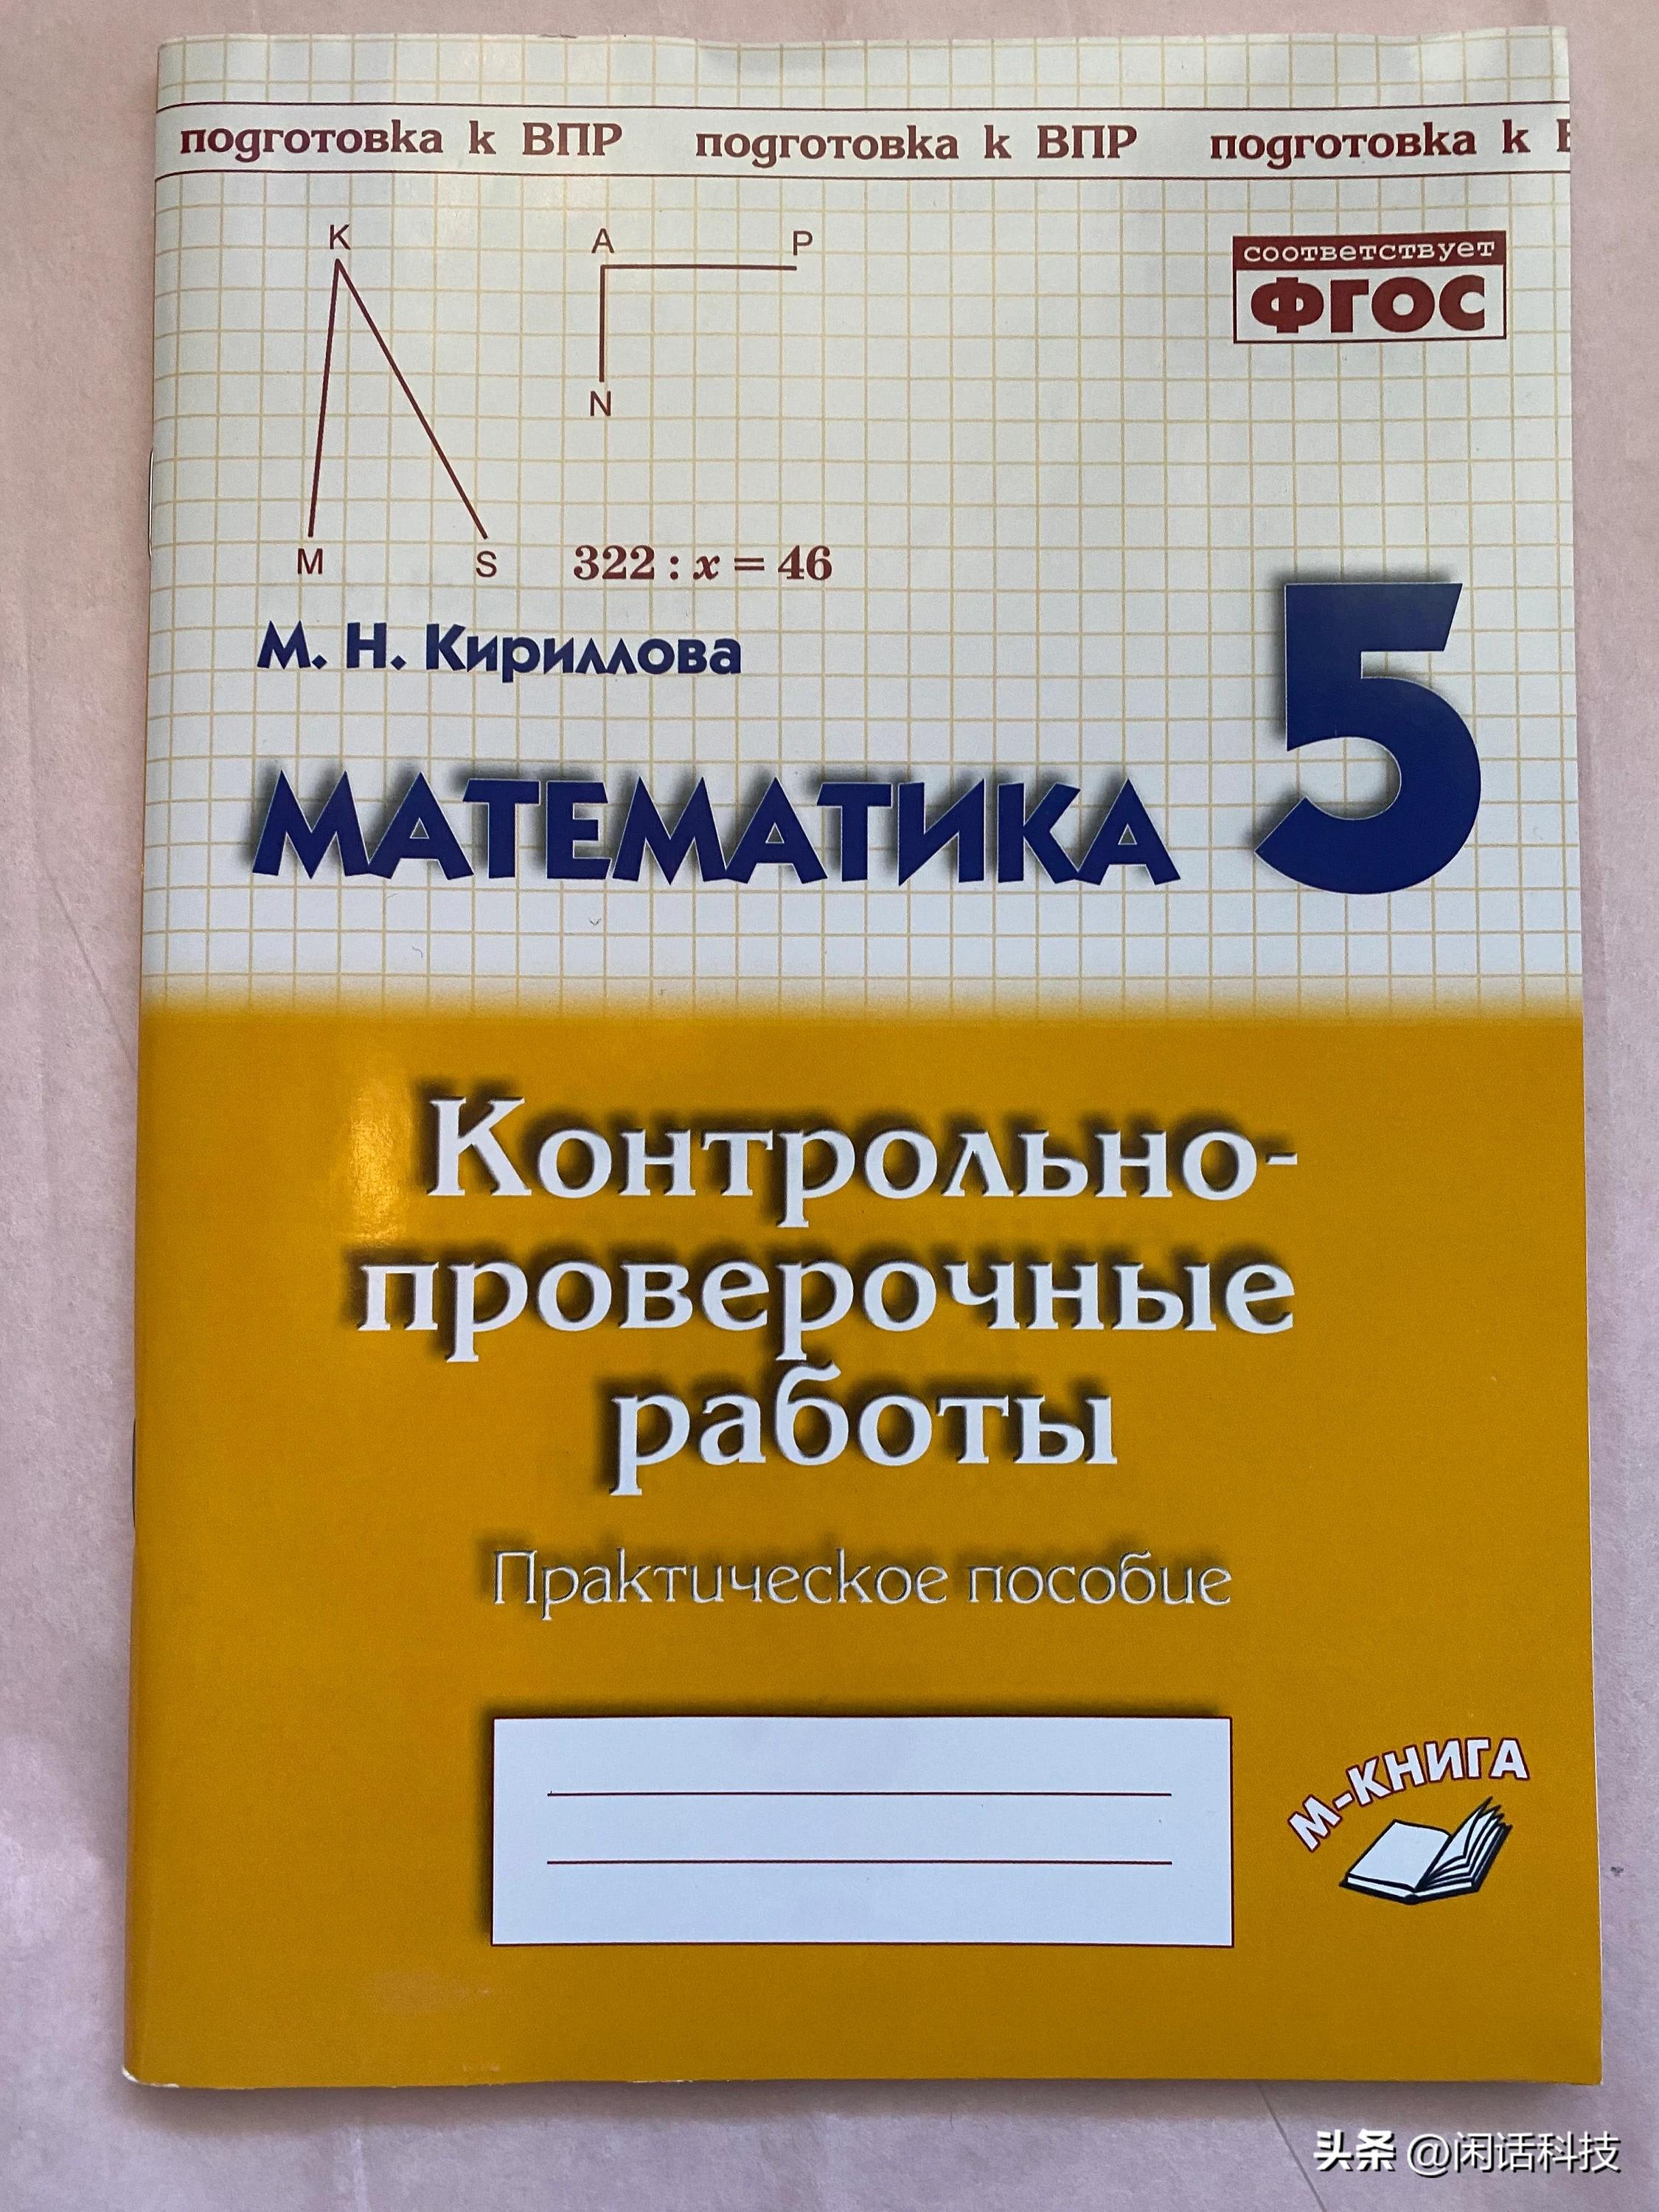 подготовка к ВПР подготовка к ВПР подготовка к В
соответствует
ФГОС
K
A P
N
M S
322 : x = 46
М. Н. Кириллова
МАТЕМАТИКА 5
Контрольно-
проверочные
работы
Практическое пособие
М-КНИГА
头条 @闲话科技